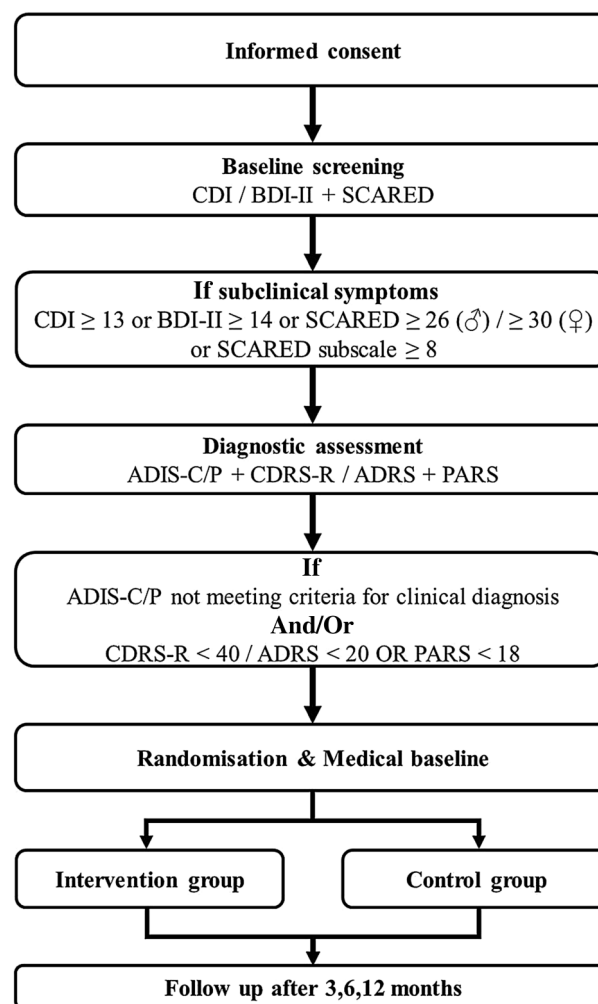 Informed consent
Baseline screening
CDI / BDI-II + SCARED
If subclinical symptoms
CDI ≥ 13 or BDI-II ≥ 14 or SCARED ≥ 26 (♂) / ≥ 30 (♀)
or SCARED subscale ≥ 8
Diagnostic assessment
ADIS-C/P + CDRS-R / ADRS + PARS
If
ADIS-C/P not meeting criteria for clinical diagnosis
And/Or
CDRS-R < 40 / ADRS < 20 OR PARS < 18
Randomisation & Medical baseline
Intervention group
Control group
Follow up after 3,6,12 months